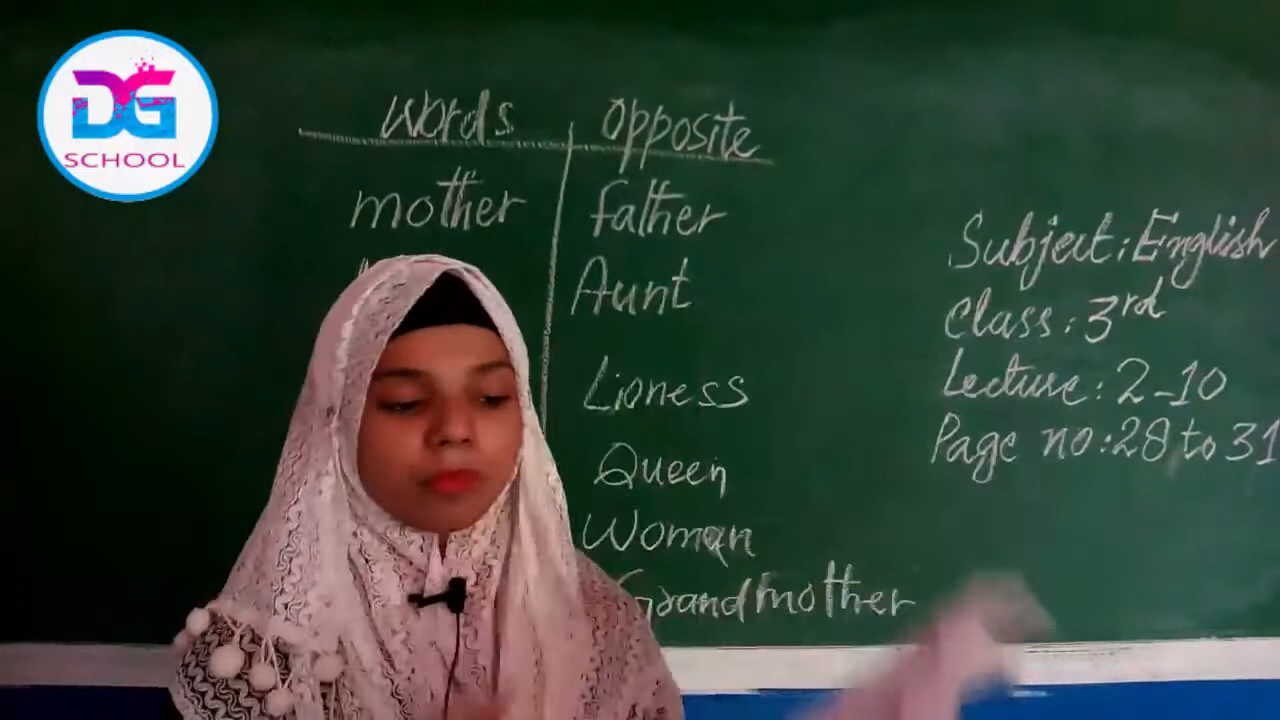 DG
SCHOOL
Words opposite
mother father
Aunt
Lioness
Queen
Woman
Grandmother
Subject: English
Class: 3rd
Lecture: 2-10
Page no: 28 to 31